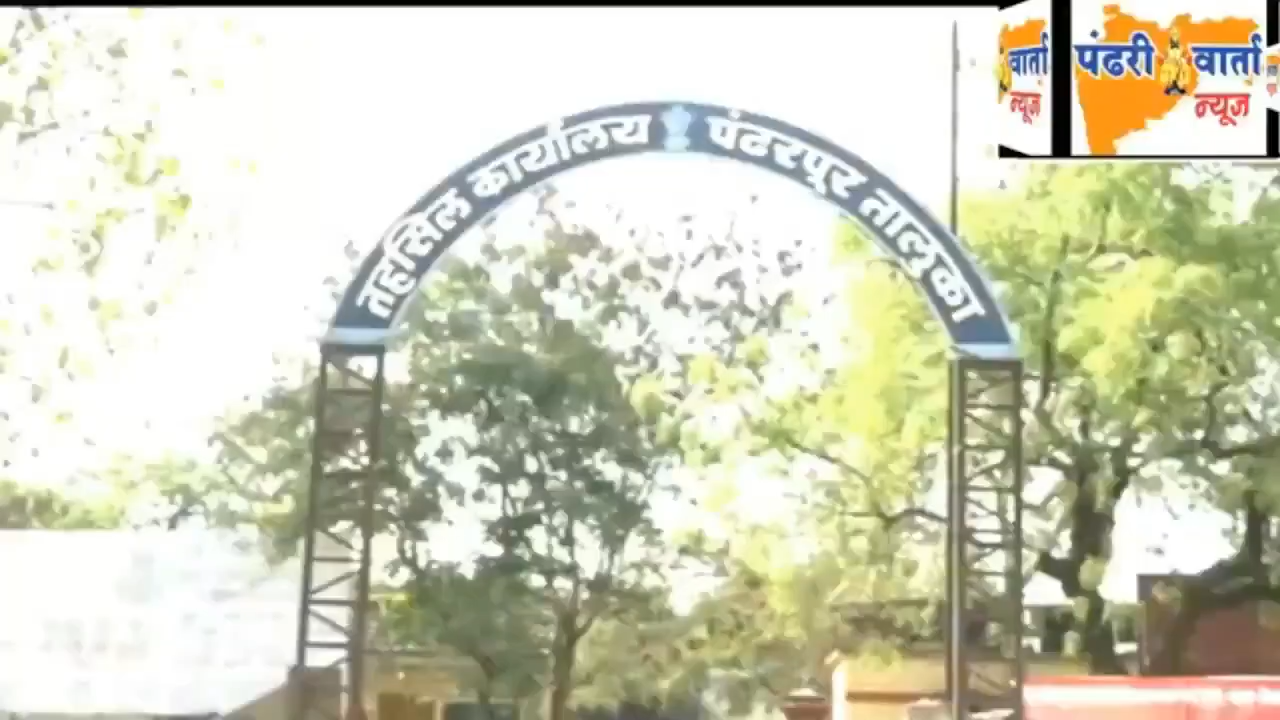 तहसिल कार्यालय पंढरपूर तालुका
पंढरी वार्ता
न्यूज
वार्ता
न्यूज